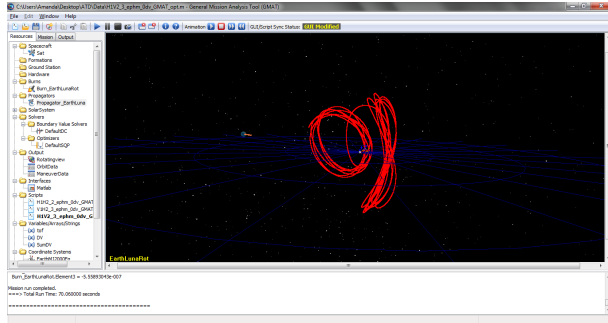 C:\Users\Amanda\Desktop\ATD\Data\H1V2_3_ephm_0dv_GMAT_opt.m - General Mission Analysis Tool (GMAT)
File Edit Window Help
Animation
GUI/Script Sync Status: GUI Modified
Resources Mission Output
Spacecraft
Sat
Formations
Ground Station
Hardware
Burns
Burn_EarthLunaRot
Propagators
Propagator_EarthLuna
SolarSystem
Solvers
Boundary Value Solvers
DefaultDC
Optimizers
DefaultSQP
Output
Rotatingview
OrbitData
ManeuverData
Interfaces
Matlab
Scripts
H1H2_2_ephm_0dv_GMAT
V1H2_3_ephm_0dv_GMAT
H1V2_3_ephm_0dv_G
Variables/Arrays/Strings
tof
DV
SumDV
Coordinate Systems
EarthMJ2000Eq
EarthLunaRot
Burn_EarthLunaRot.Element3 = -5.55893043e-007
Mission run completed.
===> Total Run Time: 70.060000 seconds
========================================